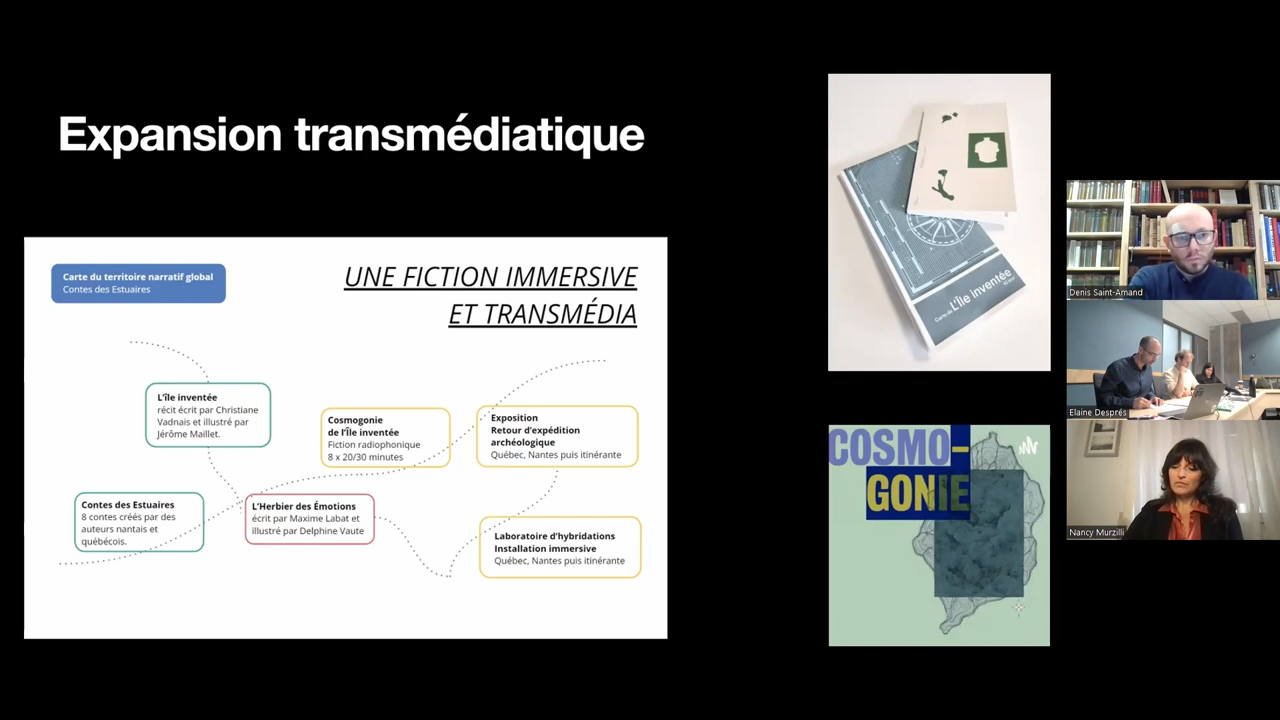 Expansion transmédiatique
Carte du territoire narratif global
Contes des Estuaires
UNE FICTION IMMERSIVE
ET TRANSMÉDIA
L'île inventée
récit écrit par Christiane
Vadnais et illustré par
Jérôme Maillet.
Cosmogonie
de l'Île inventée
Fiction radiophonique
8 x 20/30 minutes
Exposition
Retour d'expédition
archéologique
Québec, Nantes puis itinérante
Contes des Estuaires
8 contes créés par des
auteurs nantais et
québécois.
L'Herbier des Émotions
écrit par Maxime Labat et
illustré par Delphine Vaute
Laboratoire d'hybridations
Installation immersive
Québec, Nantes puis itinérante
Carte de L'Île inventée
COSMO-
GONIE
Denis Saint-Amand
Elaine Després
Nancy Murzilli